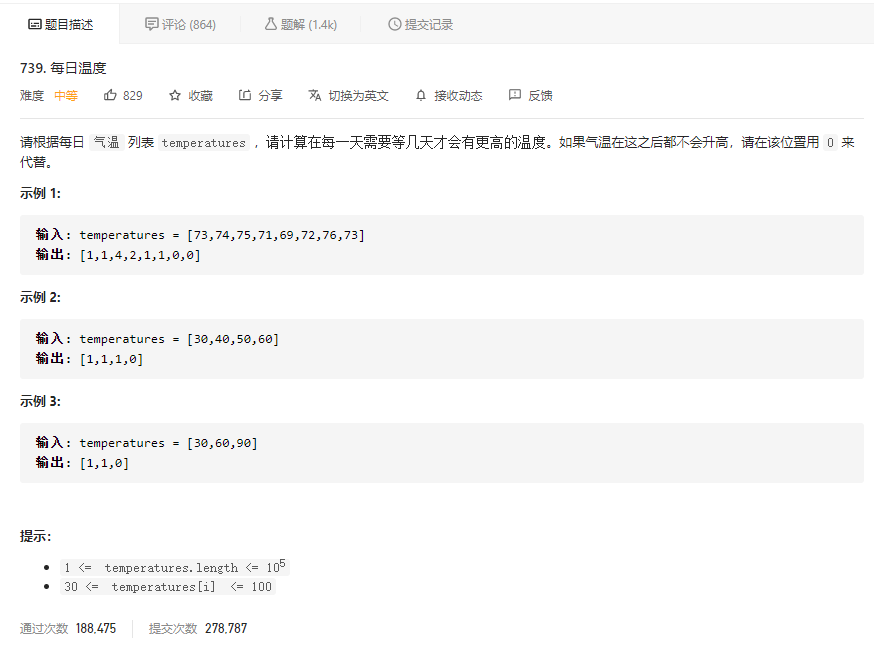 题目描述 评论 (864) 题解 (1.4k) 提交记录
739. 每日温度
难度 中等 829 收藏 分享 切换为英文 接收动态 反馈
请根据每日 气温 列表 temperatures ，请计算在每一天需要等几天才会有更高的温度。如果气温在这之后都不会升高，请在该位置用 0 来
代替。
示例 1:
输入: temperatures = [73,74,75,71,69,72,76,73]
输出: [1,1,4,2,1,1,0,0]
示例 2:
输入: temperatures = [30,40,50,60]
输出: [1,1,1,0]
示例 3:
输入: temperatures = [30,60,90]
输出: [1,1,0]
提示：
1 <= temperatures.length <= 10⁵
30 <= temperatures[i] <= 100
通过次数 188,475 提交次数 278,787